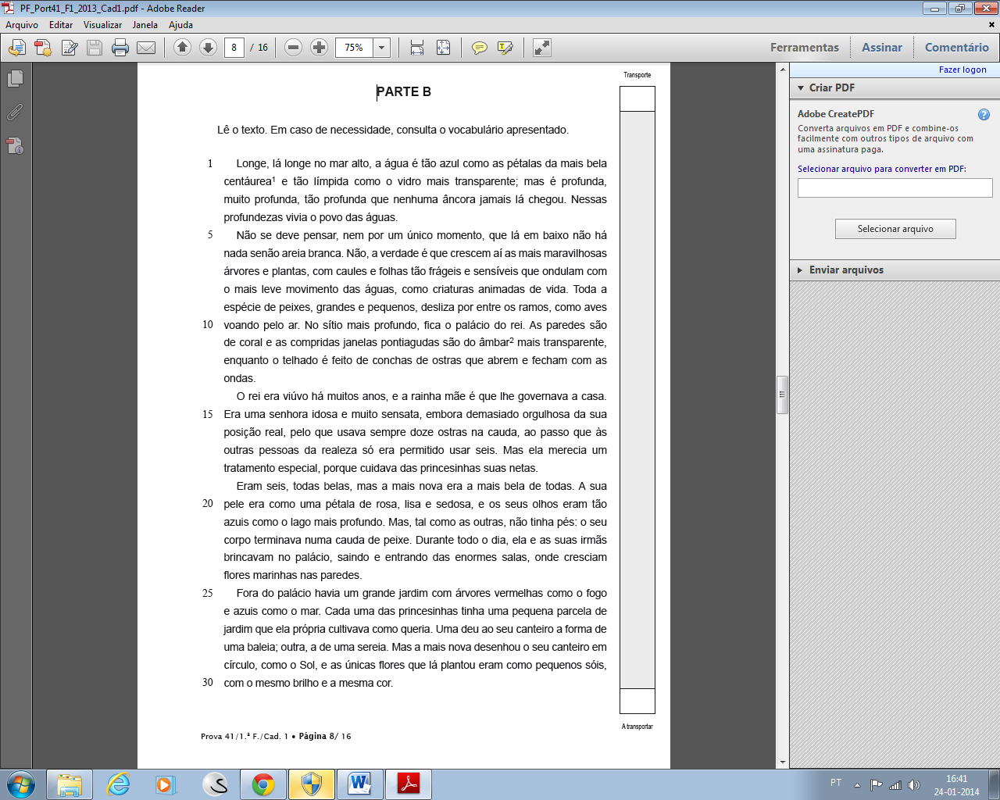 PF_Port41_F1_2013_Cad1.pdf - Adobe Reader
Arquivo Editar Visualizar Janela Ajuda
8 / 16 75% Ferramentas Assinar Comentário
Fazer logon
Criar PDF
Adobe CreatePDF
Converta arquivos em PDF e combine-os
facilmente com outros tipos de arquivo com
uma assinatura paga.
Selecionar arquivo para converter em PDF:
Selecionar arquivo
Enviar arquivos
Transporte
PARTE B
Lê o texto. Em caso de necessidade, consulta o vocabulário apresentado.
1 Longe, lá longe no mar alto, a água é tão azul como as pétalas da mais bela
centáurea¹ e tão límpida como o vidro mais transparente; mas é profunda,
muito profunda, tão profunda que nenhuma âncora jamais lá chegou. Nessas
profundezas vivia o povo das águas.
5 Não se deve pensar, nem por um único momento, que lá em baixo não há
nada senão areia branca. Não, a verdade é que crescem aí as mais maravilhosas
árvores e plantas, com caules e folhas tão frágeis e sensíveis que ondulam com
o mais leve movimento das águas, como criaturas animadas de vida. Toda a
espécie de peixes, grandes e pequenos, desliza por entre os ramos, como aves
10 voando pelo ar. No sítio mais profundo, fica o palácio do rei. As paredes são
de coral e as compridas janelas pontiagudas são do âmbar² mais transparente,
enquanto o telhado é feito de conchas de ostras que abrem e fecham com as
ondas.
O rei era viúvo há muitos anos, e a rainha mãe é que lhe governava a casa.
15 Era uma senhora idosa e muito sensata, embora demasiado orgulhosa da sua
posição real, pelo que usava sempre doze ostras na cauda, ao passo que às
outras pessoas da realeza só era permitido usar seis. Mas ela merecia um
tratamento especial, porque cuidava das princesinhas suas netas.
Eram seis, todas belas, mas a mais nova era a mais bela de todas. A sua
20 pele era como uma pétala de rosa, lisa e sedosa, e os seus olhos eram tão
azuis como o lago mais profundo. Mas, tal como as outras, não tinha pés: o seu
corpo terminava numa cauda de peixe. Durante todo o dia, ela e as suas irmãs
brincavam no palácio, saindo e entrando das enormes salas, onde cresciam
flores marinhas nas paredes.
25 Fora do palácio havia um grande jardim com árvores vermelhas como o fogo
e azuis como o mar. Cada uma das princesinhas tinha uma pequena parcela de
jardim que ela própria cultivava como queria. Uma deu ao seu canteiro a forma de
uma baleia; outra, a de uma sereia. Mas a mais nova desenhou o seu canteiro em
círculo, como o Sol, e as únicas flores que lá plantou eram como pequenos sóis,
30 com o mesmo brilho e a mesma cor.
Prova 41/1.ª F./Cad. 1 • Página 8/ 16
A transportar
PT 16:41
24-01-2014